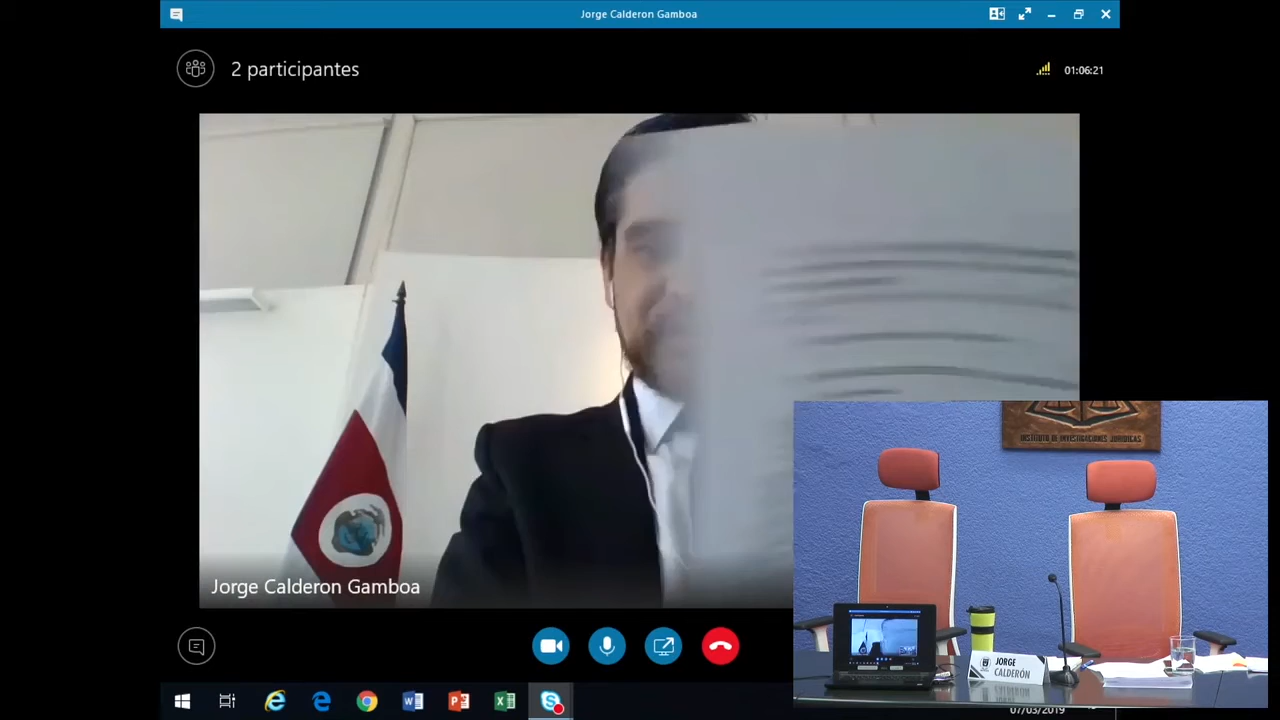 Jorge Calderon Gamboa
2 participantes
01:06:21
Jorge Calderon Gamboa
INSTITUTO DE INVESTIGACIONES JURIDICAS
JORGE
CALDERÓN
07/03/2019